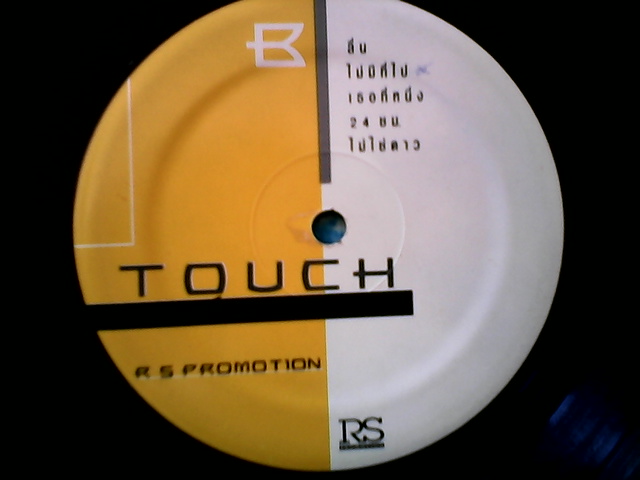 B
ลื่น
ไม่มีที่ไป
เธอที่หนึ่ง
24 ชม.
ไม่ใช่ดาว
TOUCH
R S PROMOTION
RS